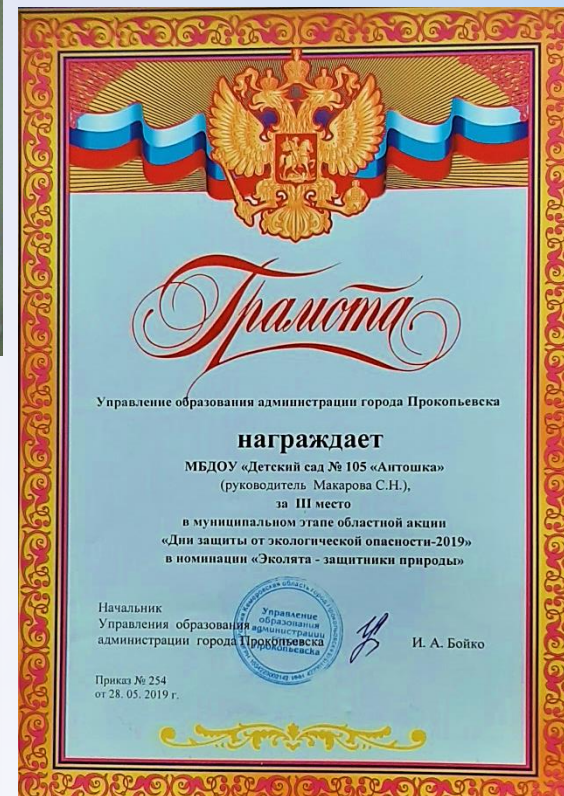 Грамота
Управление образования администрации города Прокопьевска
награждает
МБДОУ «Детский сад № 105 «Антошка»
(руководитель Макарова С.Н.),
за III место
в муниципальном этапе областной акции
«Дни защиты от экологической опасности-2019»
в номинации «Эколята - защитники природы»
Начальник
Управления образования
администрации города Прокопьевска
И. А. Бойко
Управление
образования
администрации
Прокопьевска
Приказ № 254
от 28. 05. 2019 г.